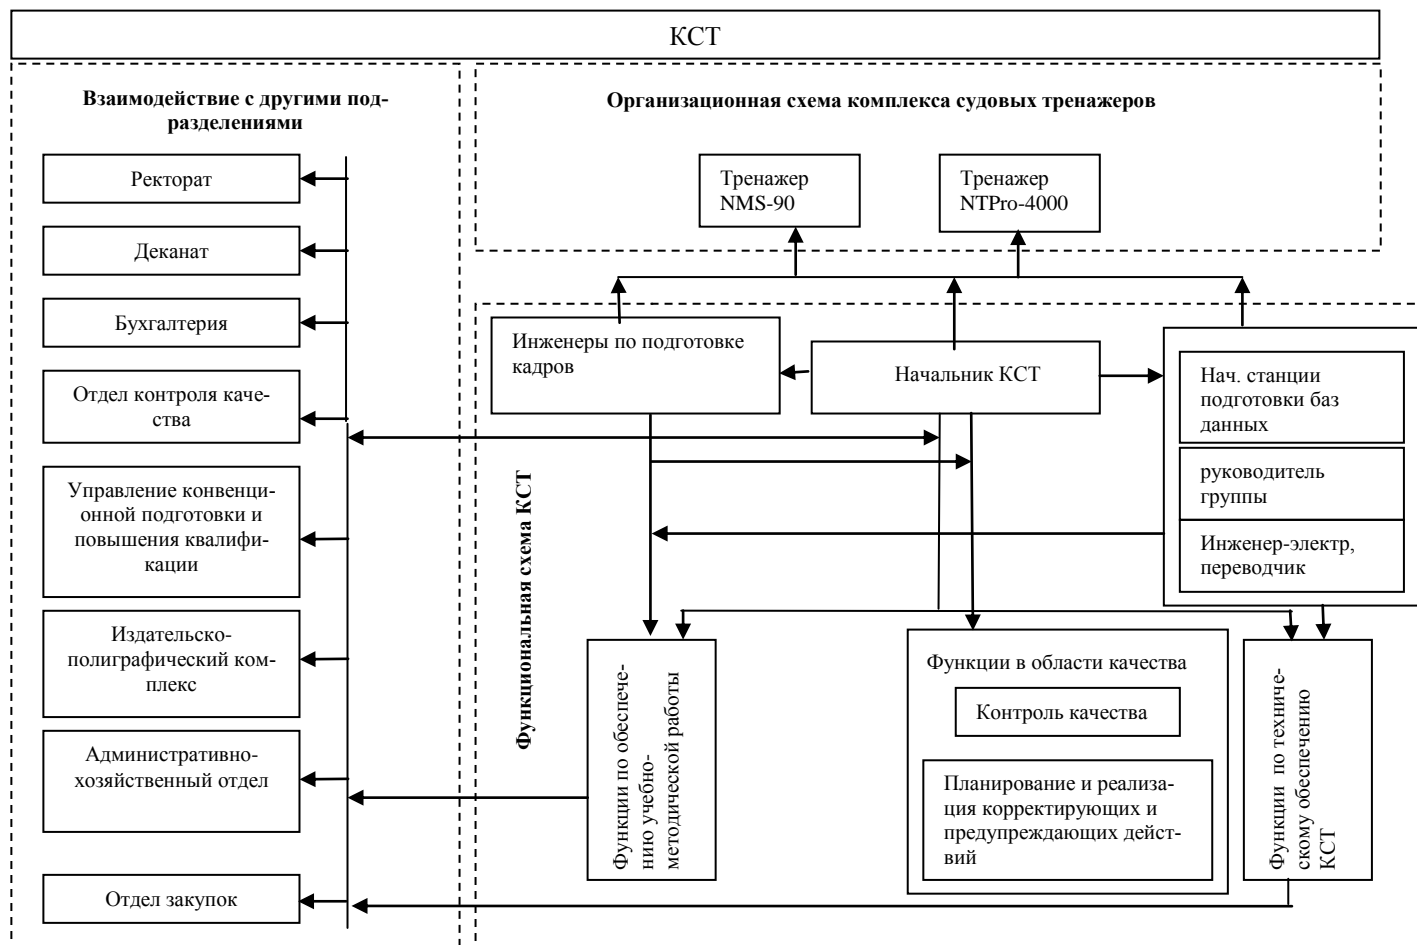 КСТ
Взаимодействие с другими под-
разделениями
Ректорат
Деканат
Бухгалтерия
Отдел контроля каче-
ства
Управление конвенци-
онной подготовки и
повышения квалифи-
кации
Издательско-
полиграфический ком-
плекс
Административно-
хозяйственный отдел
Отдел закупок
Организационная схема комплекса судовых тренажеров
Тренажер
NMS-90
Тренажер
NTPro-4000
Функциональная схема КСТ
Инженеры по подготовке
кадров
Начальник КСТ
Нач. станции
подготовки баз
данных
руководитель
группы
Инженер-электр,
переводчик
Функции по обеспече-
нию учебно-
методической работы
Функции в области качества
Контроль качества
Планирование и реализа-
ция корректирующих и
предупреждающих дейст-
вий
Функции по техниче-
скому обеспечению
КСТ